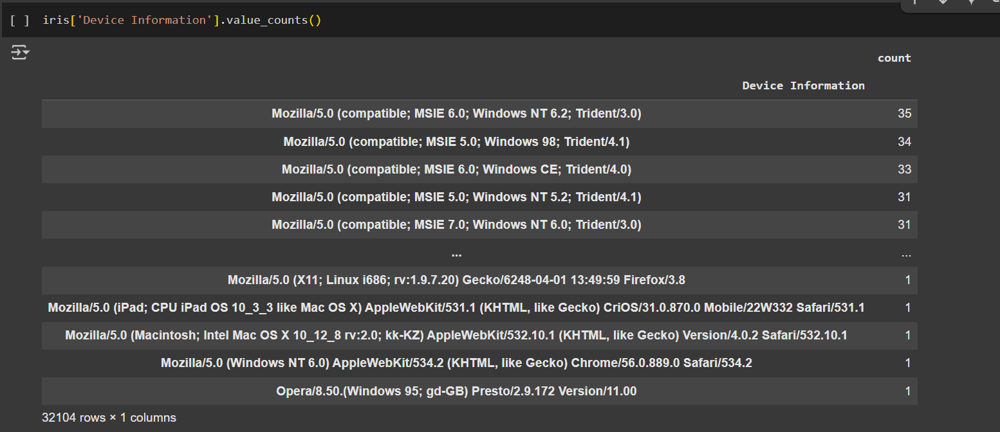 [ ] iris['Device Information'].value_counts()
count
Device Information
Mozilla/5.0 (compatible; MSIE 6.0; Windows NT 6.2; Trident/3.0) 35
Mozilla/5.0 (compatible; MSIE 5.0; Windows 98; Trident/4.1) 34
Mozilla/5.0 (compatible; MSIE 6.0; Windows CE; Trident/4.0) 33
Mozilla/5.0 (compatible; MSIE 5.0; Windows NT 5.2; Trident/4.1) 31
Mozilla/5.0 (compatible; MSIE 7.0; Windows NT 6.0; Trident/3.0) 31
... ...
Mozilla/5.0 (X11; Linux i686; rv:1.9.7.20) Gecko/6248-04-01 13:49:59 Firefox/3.8 1
Mozilla/5.0 (iPad; CPU iPad OS 10_3_3 like Mac OS X) AppleWebKit/531.1 (KHTML, like Gecko) CriOS/31.0.870.0 Mobile/22W332 Safari/531.1 1
Mozilla/5.0 (Macintosh; Intel Mac OS X 10_12_8 rv:2.0; kk-KZ) AppleWebKit/532.10.1 (KHTML, like Gecko) Version/4.0.2 Safari/532.10.1 1
Mozilla/5.0 (Windows NT 6.0) AppleWebKit/534.2 (KHTML, like Gecko) Chrome/56.0.889.0 Safari/534.2 1
Opera/8.50.(Windows 95; gd-GB) Presto/2.9.172 Version/11.00 1
32104 rows × 1 columns